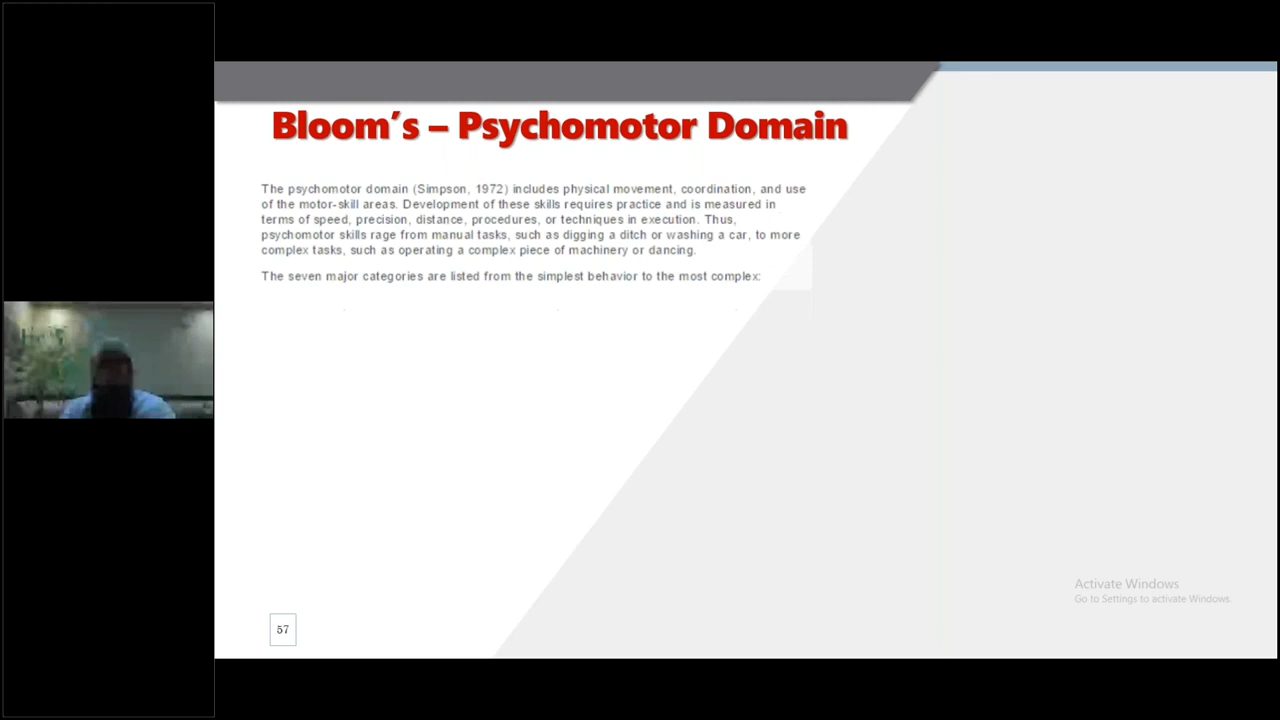 Bloom's – Psychomotor Domain
The psychomotor domain (Simpson, 1972) includes physical movement, coordination, and use
of the motor-skill areas. Development of these skills requires practice and is measured in
terms of speed, precision, distance, procedures, or techniques in execution. Thus,
psychomotor skills rage from manual tasks, such as digging a ditch or washing a car, to more
complex tasks, such as operating a complex piece of machinery or dancing.
The seven major categories are listed from the simplest behavior to the most complex:
Activate Windows
Go to Settings to activate Windows.
57